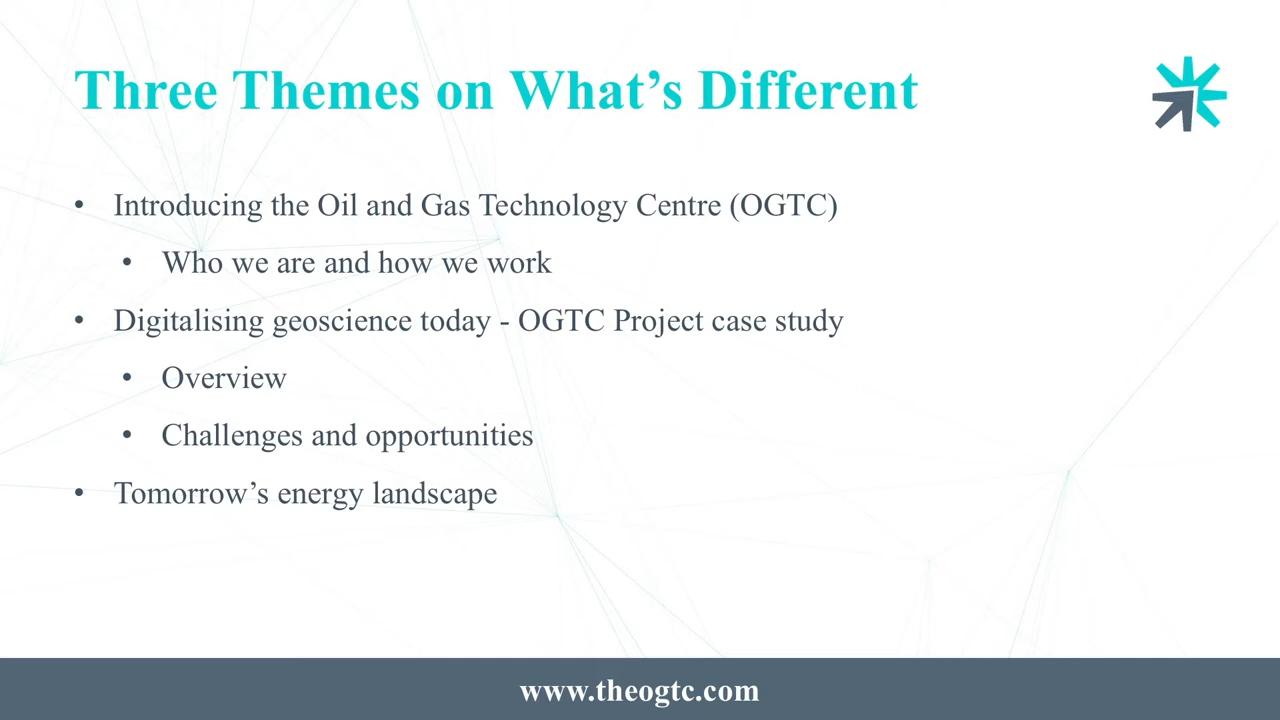 Three Themes on What’s Different
• Introducing the Oil and Gas Technology Centre (OGTC)
• Who we are and how we work
• Digitalising geoscience today - OGTC Project case study
• Overview
• Challenges and opportunities
• Tomorrow’s energy landscape
www.theogtc.com